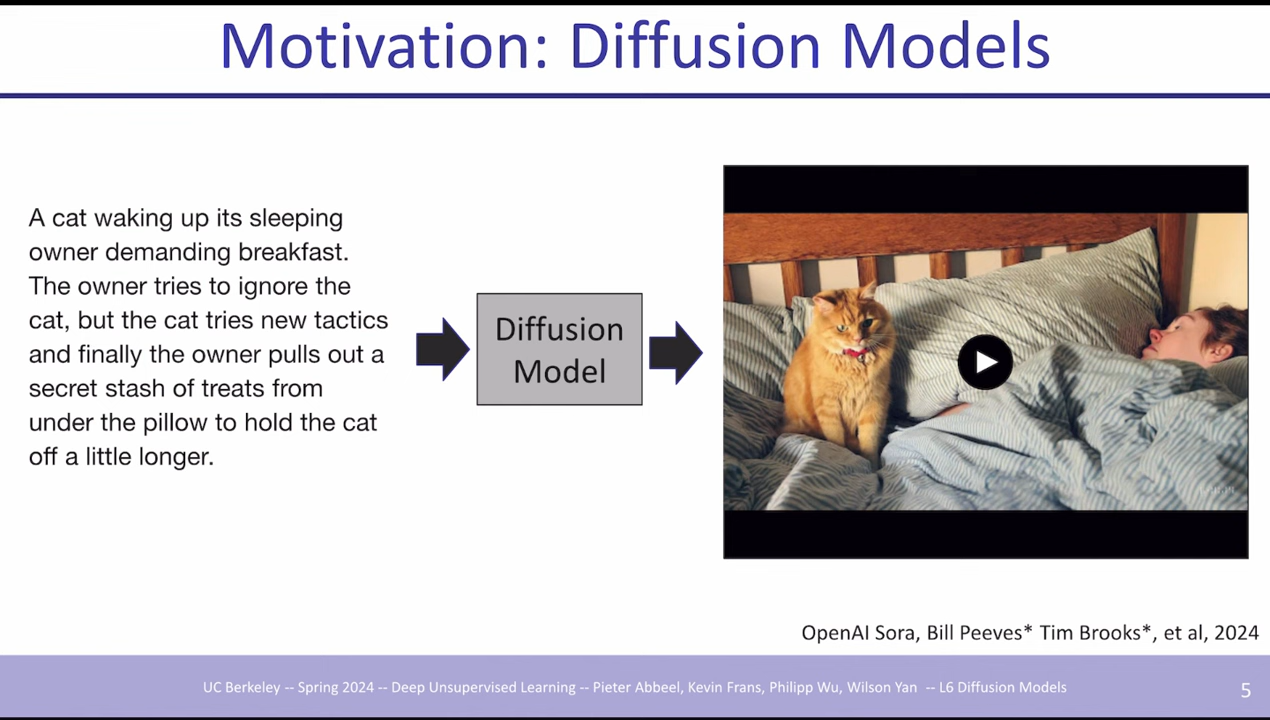 Motivation: Diffusion Models
A cat waking up its sleeping
owner demanding breakfast.
The owner tries to ignore the
cat, but the cat tries new tactics
and finally the owner pulls out a
secret stash of treats from
under the pillow to hold the cat
off a little longer.
Diffusion
Model
OpenAI Sora, Bill Peeves* Tim Brooks*, et al, 2024
UC Berkeley -- Spring 2024 -- Deep Unsupervised Learning -- Pieter Abbeel, Kevin Frans, Philipp Wu, Wilson Yan -- L6 Diffusion Models
5